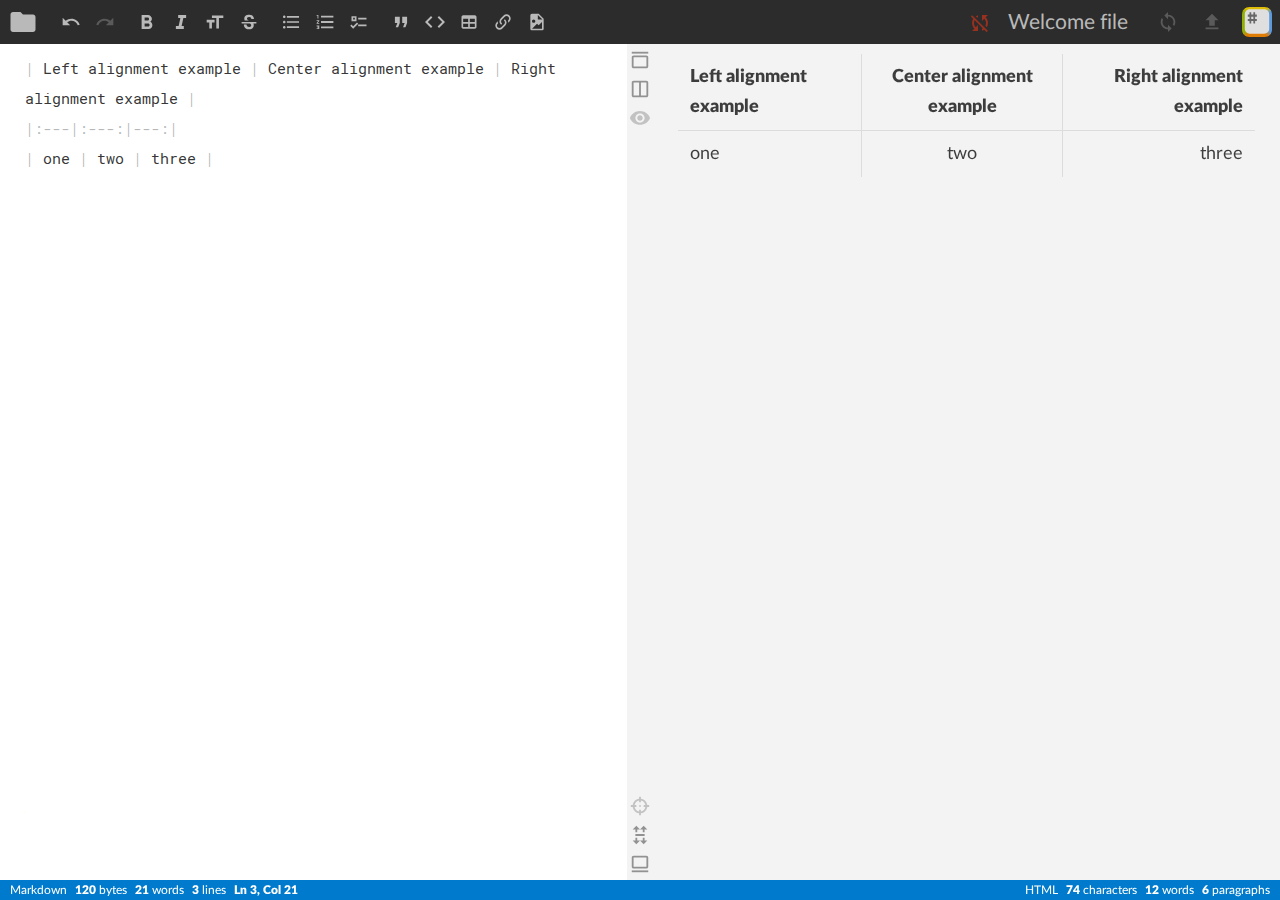 Welcome file
| Left alignment example | Center alignment example | Right
alignment example |
|:---|:---:|---:|
| one | two | three |
Left alignment
example
Center alignment
example
Right alignment
example
one
two
three
Markdown 120 bytes 21 words 3 lines Ln 3, Col 21
HTML 74 characters 12 words 6 paragraphs